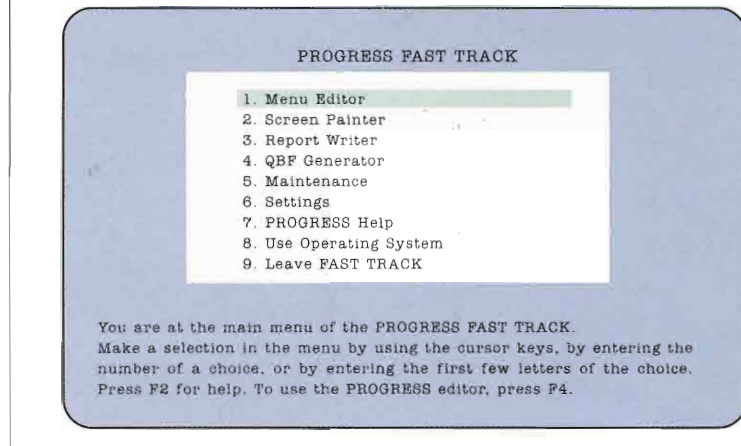 PROGRESS FAST TRACK
1. Menu Editor
2. Screen Painter
3. Report Writer
4. QBF Generator
5. Maintenance
6. Settings
7. PROGRESS Help
8. Use Operating System
9. Leave FAST TRACK
You are at the main menu of the PROGRESS FAST TRACK.
Make a selection in the menu by using the cursor keys, by entering the
number of a choice, or by entering the first few letters of the choice.
Press F2 for help. To use the PROGRESS editor, press F4.